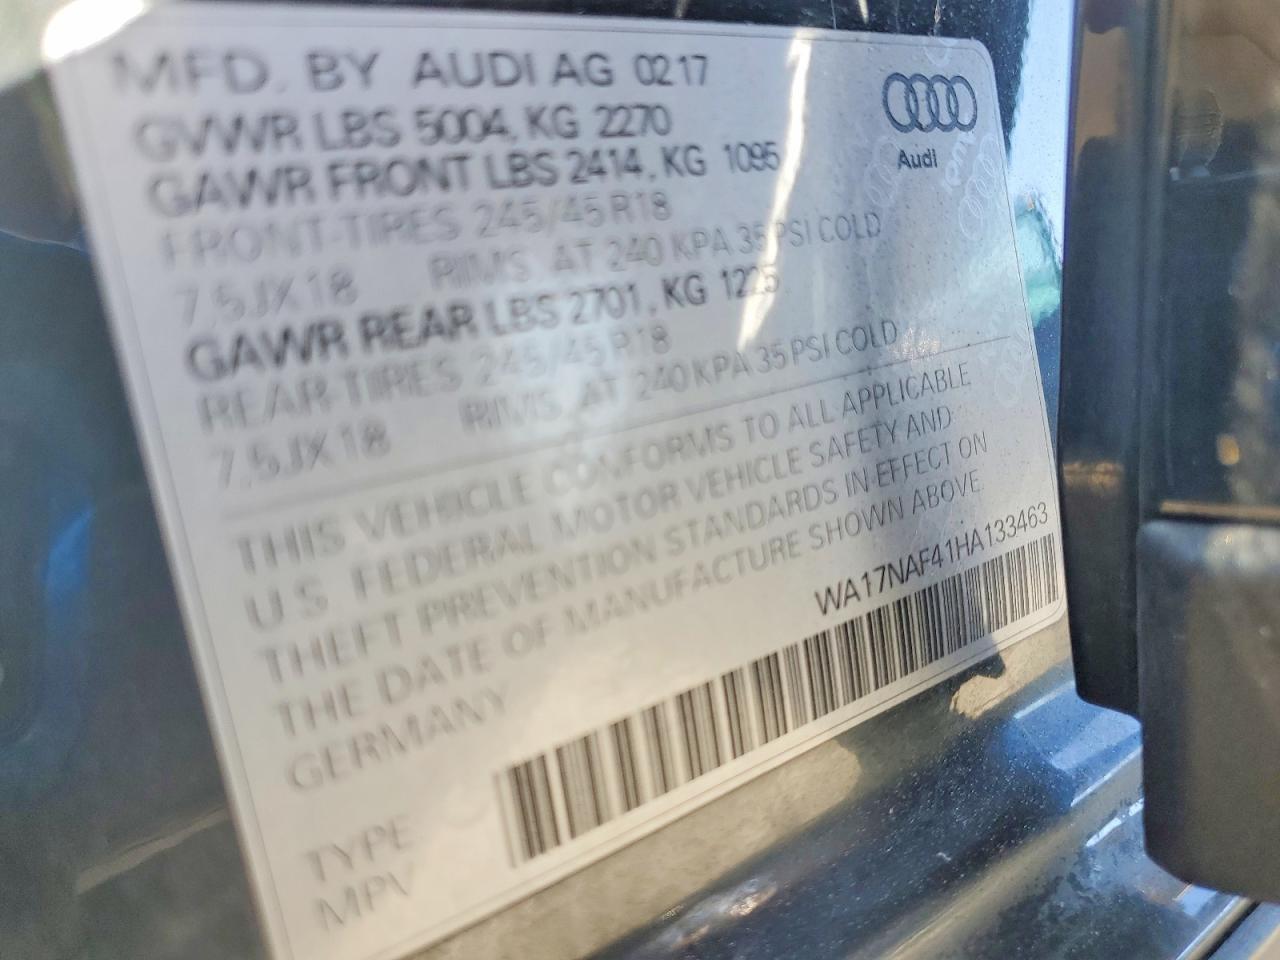 MFD. BY AUDI AG 0217
GVWR LBS 5004, KG 2270
GAWR FRONT LBS 2414, KG 1095
FRONT-TIRES 245/45 R18
7,5JX18 RIMS AT 240 KPA 35 PSI COLD
GAWR REAR LBS 2701, KG 1225
REAR-TIRES 245/45 R18
7,5JX18 RIMS AT 240 KPA 35 PSI COLD
THIS VEHICLE CONFORMS TO ALL APPLICABLE
U.S. FEDERAL MOTOR VEHICLE SAFETY AND
THEFT PREVENTION STANDARDS IN EFFECT ON
THE DATE OF MANUFACTURE SHOWN ABOVE.
GERMANY
WA17NAF41HA133463
TYPE
MPV
Audi